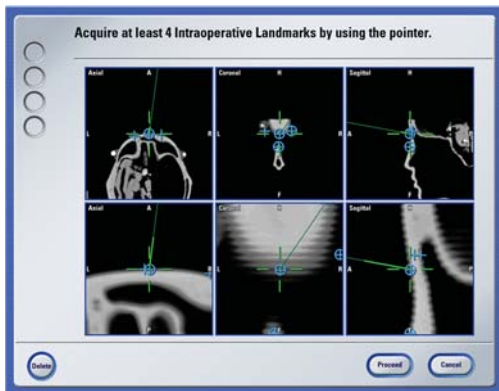 Acquire at least 4 Intraoperative Landmarks by using the pointer.
Axial A Coronal H Sagittal
L R L R A
F F
Axial A Coronal Sagittal
L R L R A P
P
Delete Proceed Cancel